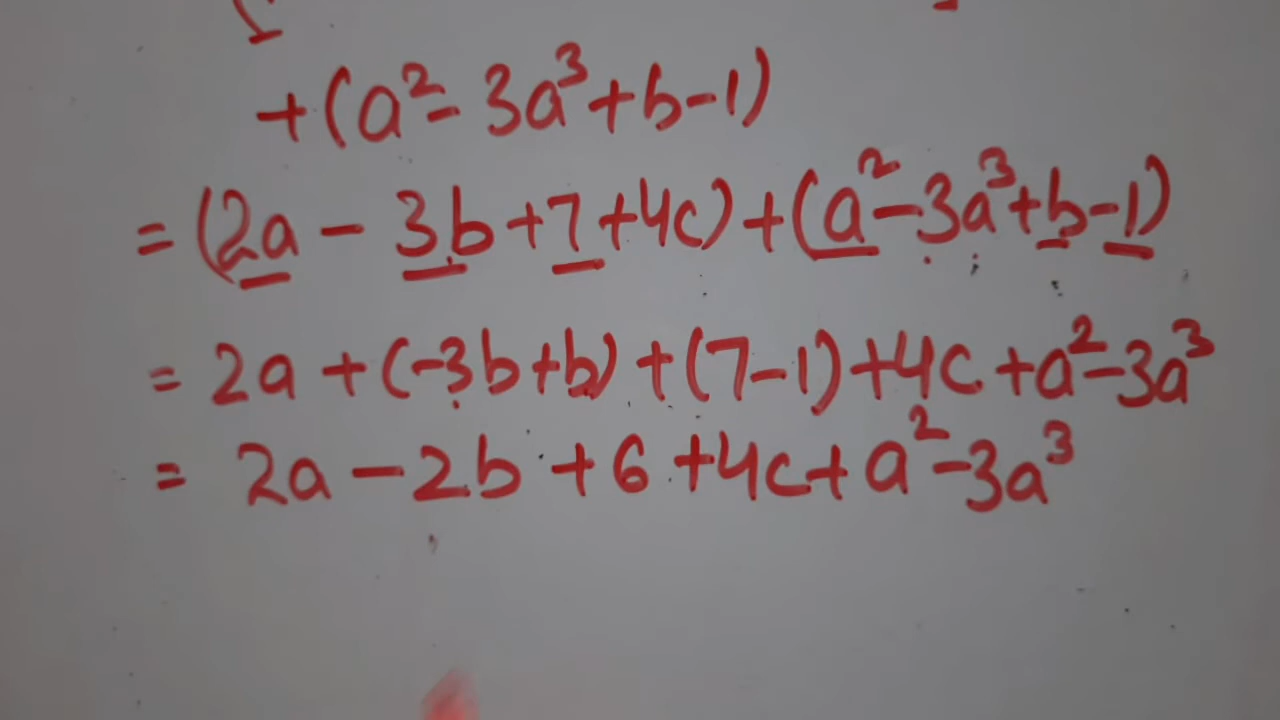 +(a² - 3a³ + b - 1)
= (2a - 3b + 7 + 4c) + (a² - 3a³ + b - 1)
= 2a + (-3b + b) + (7 - 1) + 4c + a² - 3a³
= 2a - 2b + 6 + 4c + a² - 3a³